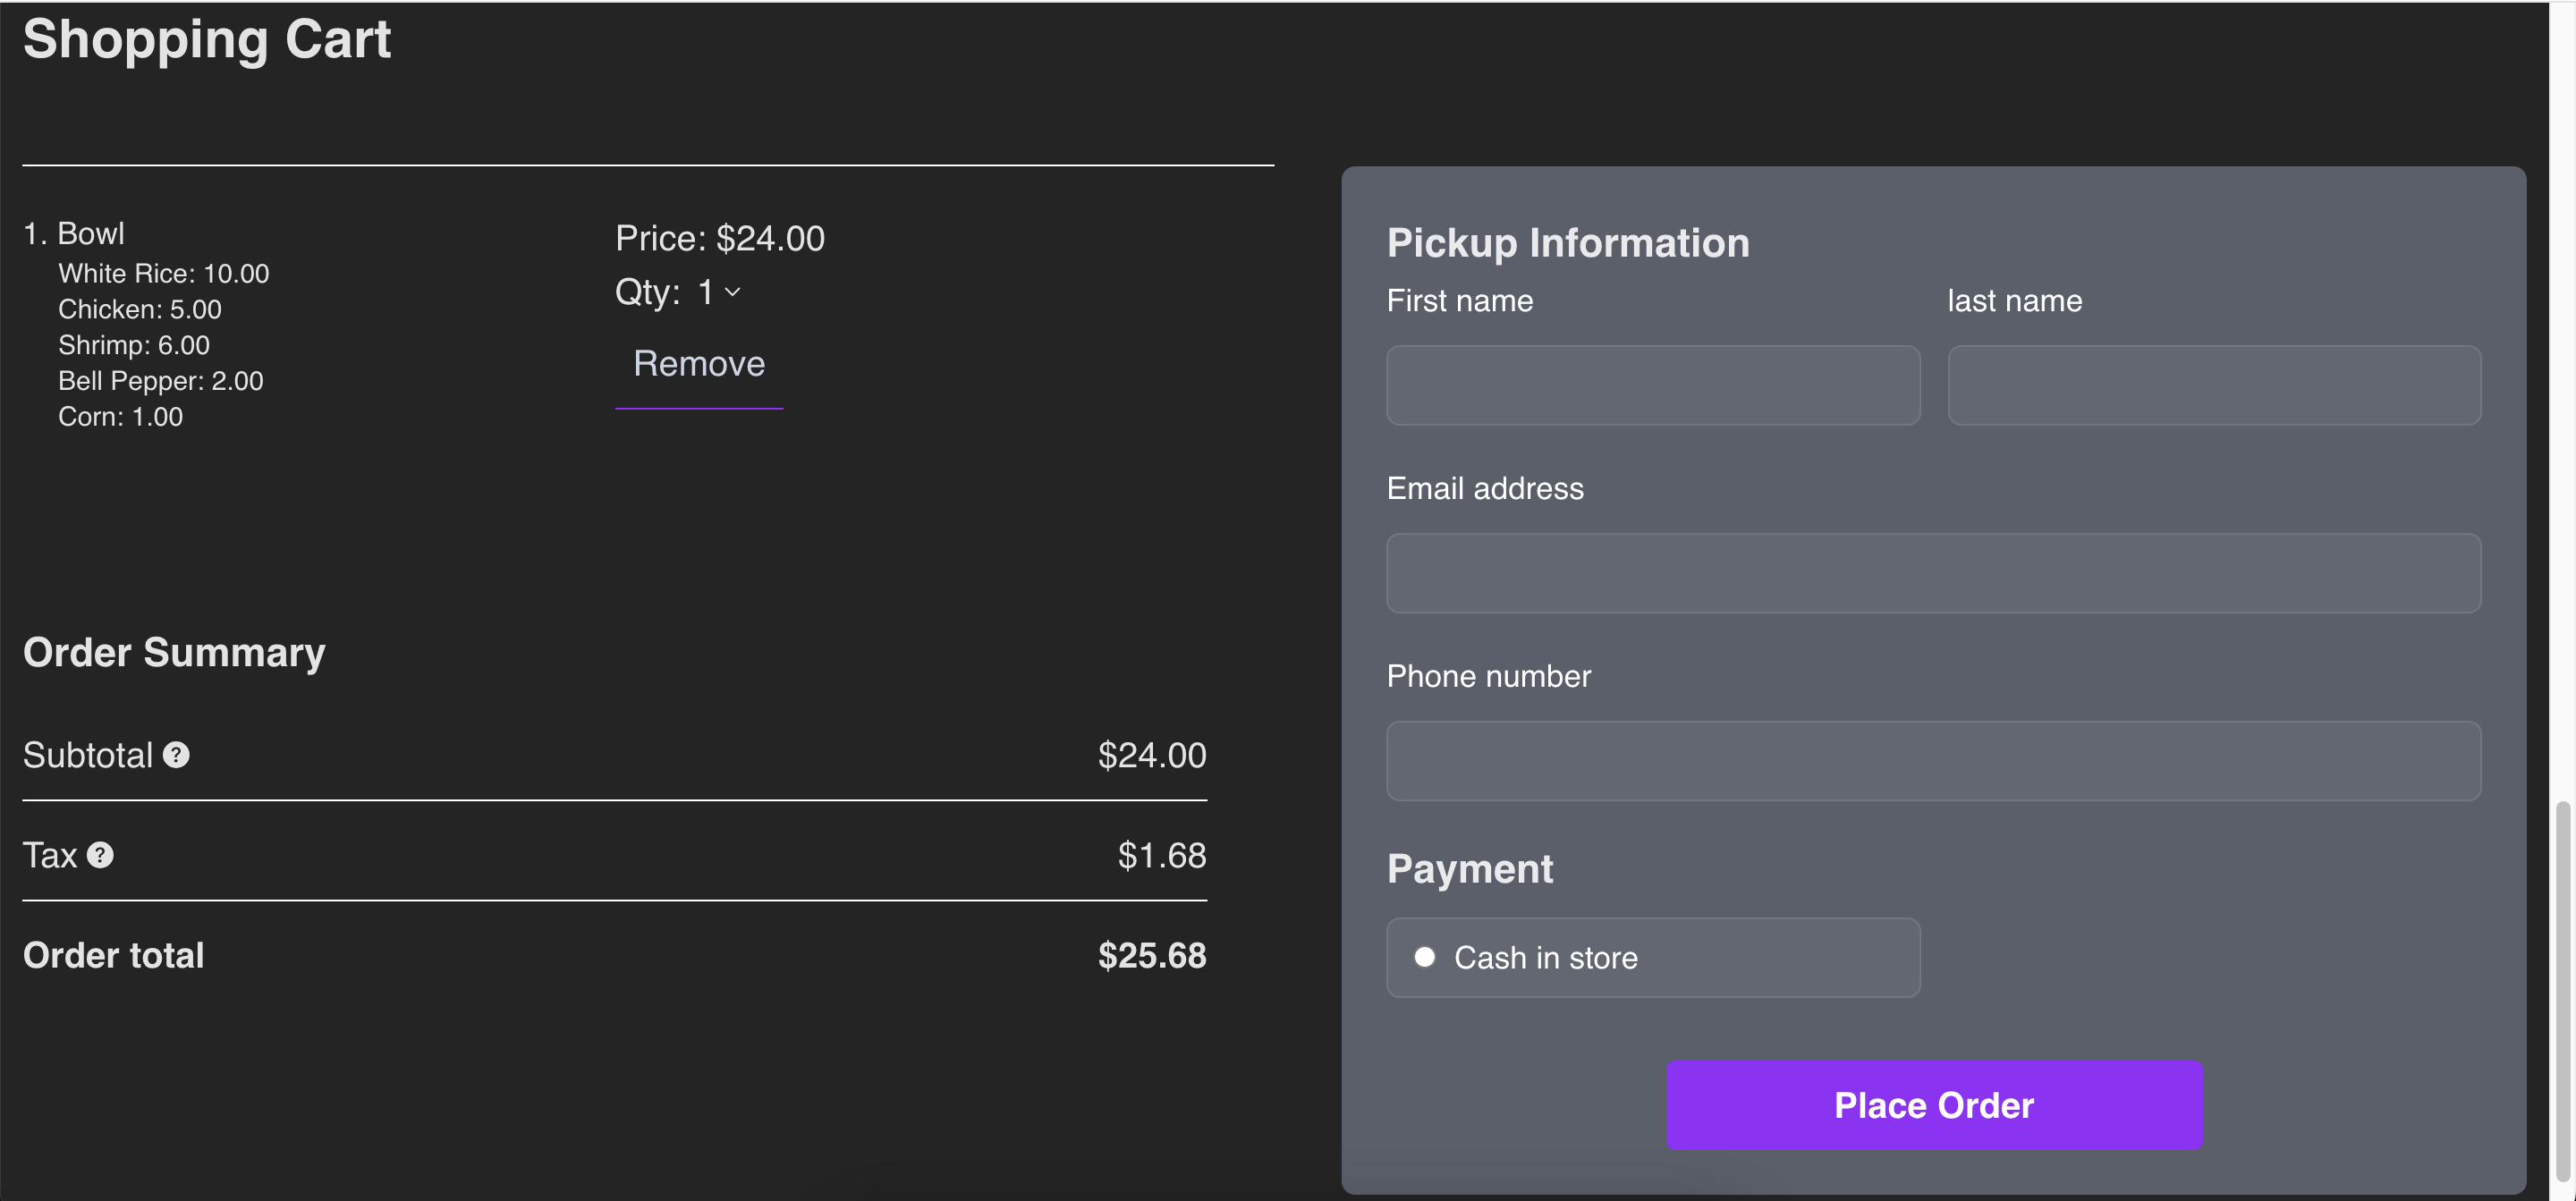 Shopping Cart
1. Bowl
White Rice: 10.00
Chicken: 5.00
Shrimp: 6.00
Bell Pepper: 2.00
Corn: 1.00
Price: $24.00
Qty: 1
Remove
Order Summary
Subtotal ? $24.00
Tax ? $1.68
Order total $25.68
Pickup Information
First name last name
Email address
Phone number
Payment
Cash in store
Place Order